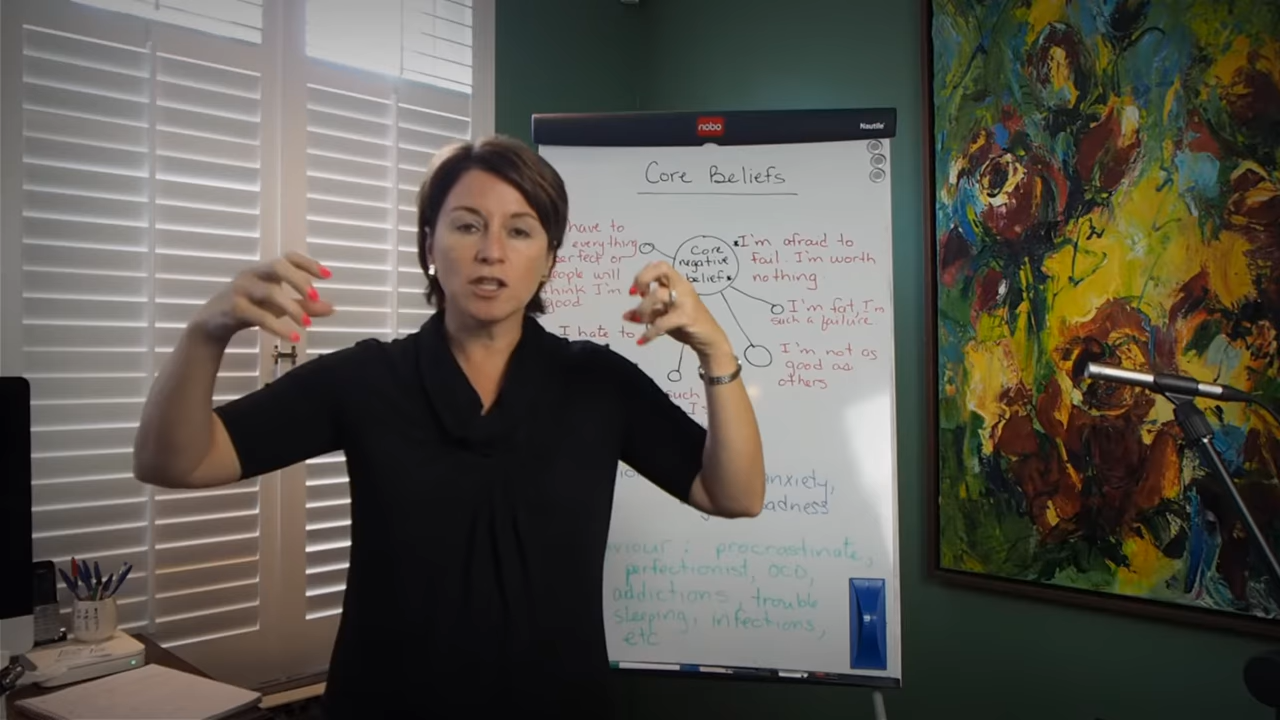 nobo
Nautile
Core Beliefs
have to
everything
perfect or
people will
think I'm
good
Core
negative
belief
I'm afraid to
fail. I'm worth
nothing
I'm fat, I'm
such a failure
I hate to
I'm not as
good as
others
such
I
anxiety,
sadness
: procrastinate,
perfectionist, OCD,
addictions, trouble
sleeping, infections,
etc